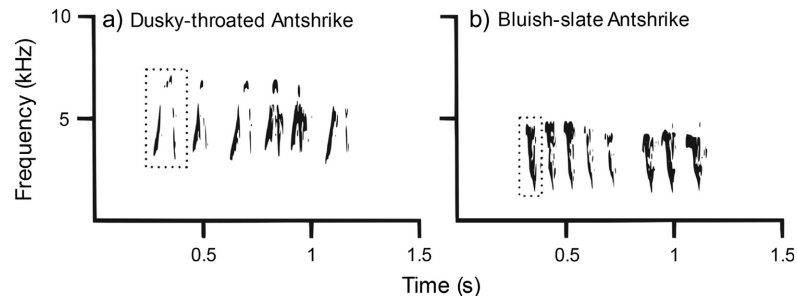 10
a) Dusky-throated Antshrike
b) Bluish-slate Antshrike
Frequency (kHz)
5
0.5
1
1.5
0.5
1
1.5
Time (s)